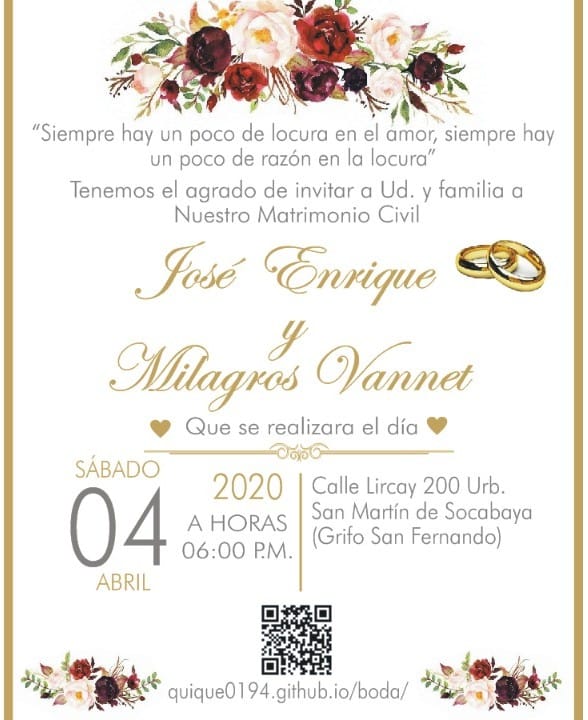 “Siempre hay un poco de locura en el amor, siempre hay
un poco de razón en la locura”
Tenemos el agrado de invitar a Ud. y familia a
Nuestro Matrimonio Civil
José Enrique
y
Milagros Vannet
Que se realizara el día
SÁBADO
04
ABRIL
2020
A HORAS
06:00 P.M.
Calle Lircay 200 Urb.
San Martín de Socabaya
(Grifo San Fernando)
quique0194.github.io/boda/